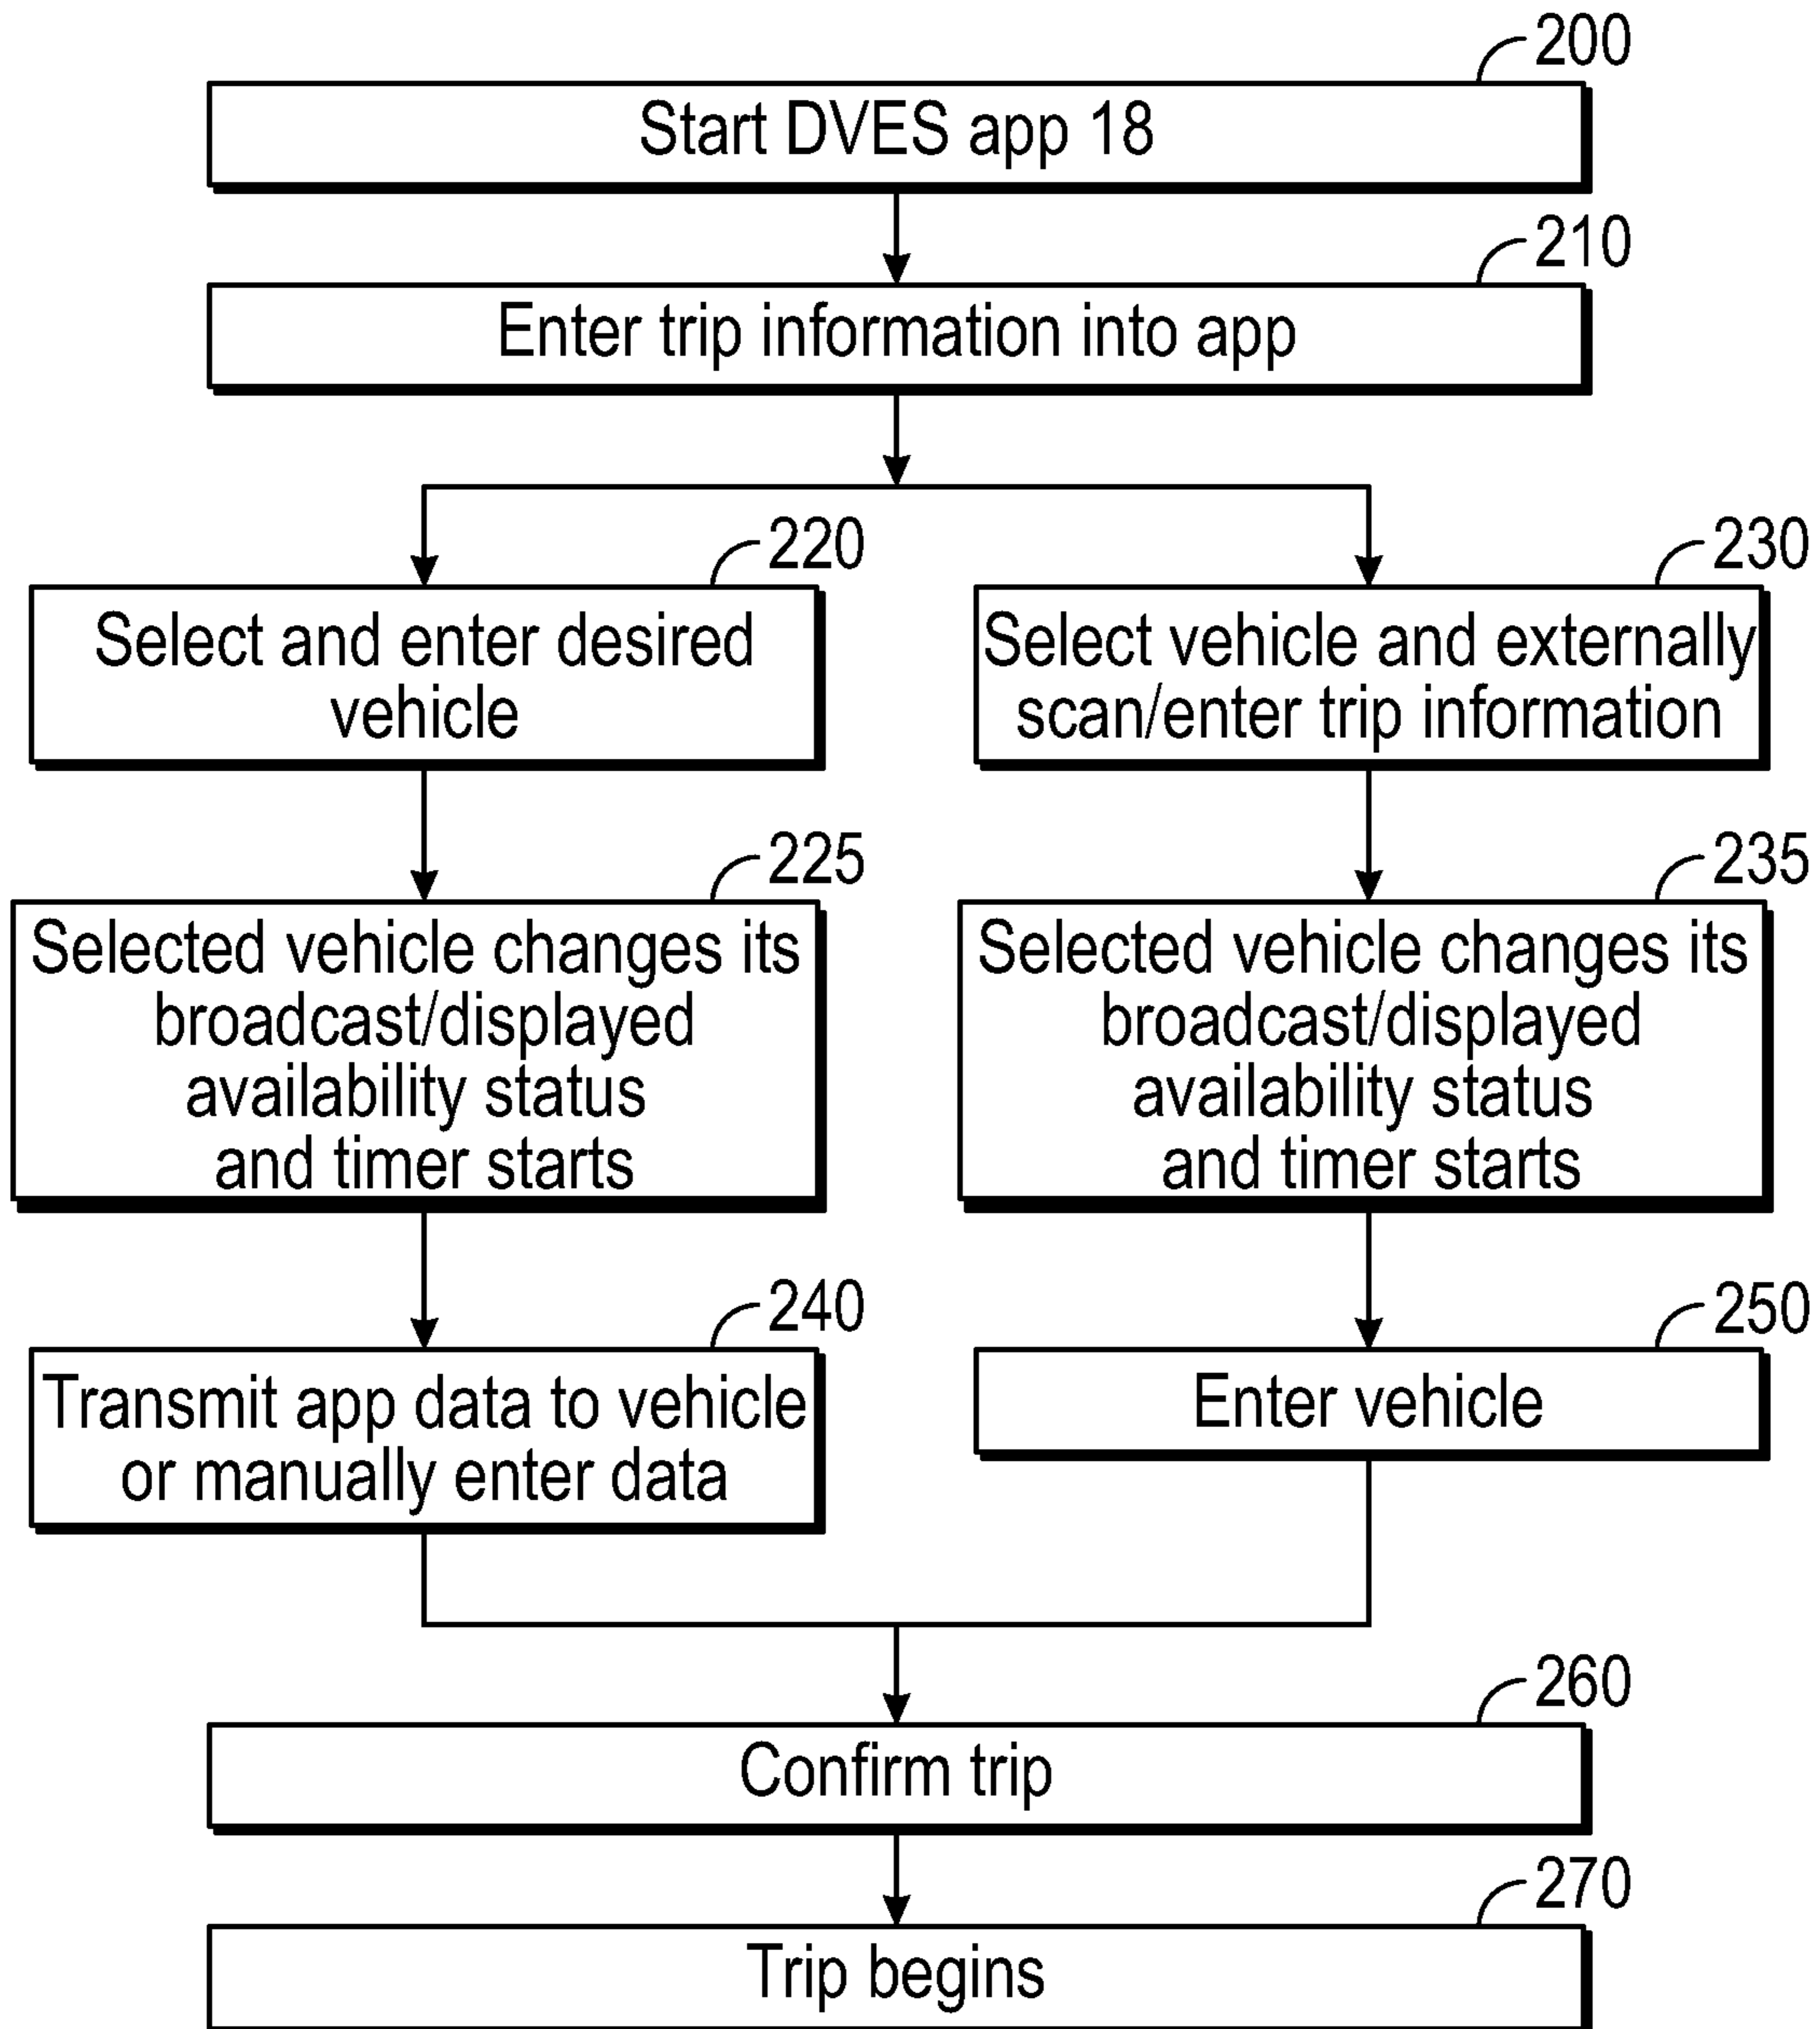 200
Start DVES app 18
210
Enter trip information into app
220
Select and enter desired
vehicle
230
Select vehicle and externally
scan/enter trip information
225
Selected vehicle changes its
broadcast/displayed
availability status
and timer starts
235
Selected vehicle changes its
broadcast/displayed
availability status
and timer starts
240
Transmit app data to vehicle
or manually enter data
250
Enter vehicle
260
Confirm trip
270
Trip begins